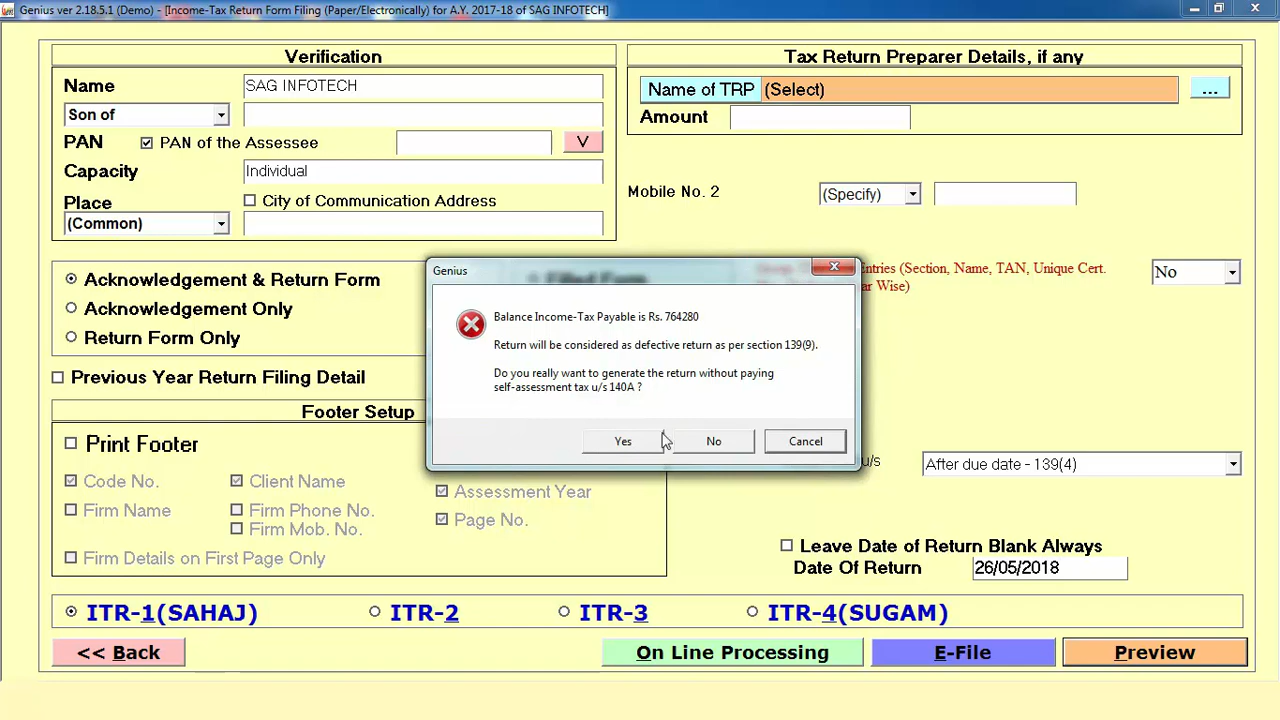 Genius ver 2.18.5.1 (Demo) - [Income-Tax Return Form Filing (Paper/Electronically) for A.Y. 2017-18 of SAG INFOTECH]
Verification
Name SAG INFOTECH
Son of
PAN PAN of the Assessee V
Capacity Individual
Place City of Communication Address
(Common)
Tax Return Preparer Details, if any
Name of TRP (Select) ...
Amount
Mobile No. 2 (Specify)
Acknowledgement & Return Form
Acknowledgement Only
Return Form Only
Filled Form
Entries (Section, Name, TAN, Unique Cert.
ar Wise)
No
Previous Year Return Filing Detail
Genius
Balance Income-Tax Payable is Rs. 764280
Return will be considered as defective return as per section 139(9).
Do you really want to generate the return without paying
self-assessment tax u/s 140A ?
Yes No Cancel
Footer Setup
Print Footer
Code No. Client Name Assessment Year
Firm Name Firm Phone No. Page No.
Firm Mob. No.
Firm Details on First Page Only
u/s After due date - 139(4)
Leave Date of Return Blank Always
Date Of Return 26/05/2018
ITR-1(SAHAJ) ITR-2 ITR-3 ITR-4(SUGAM)
<< Back On Line Processing E-File Preview